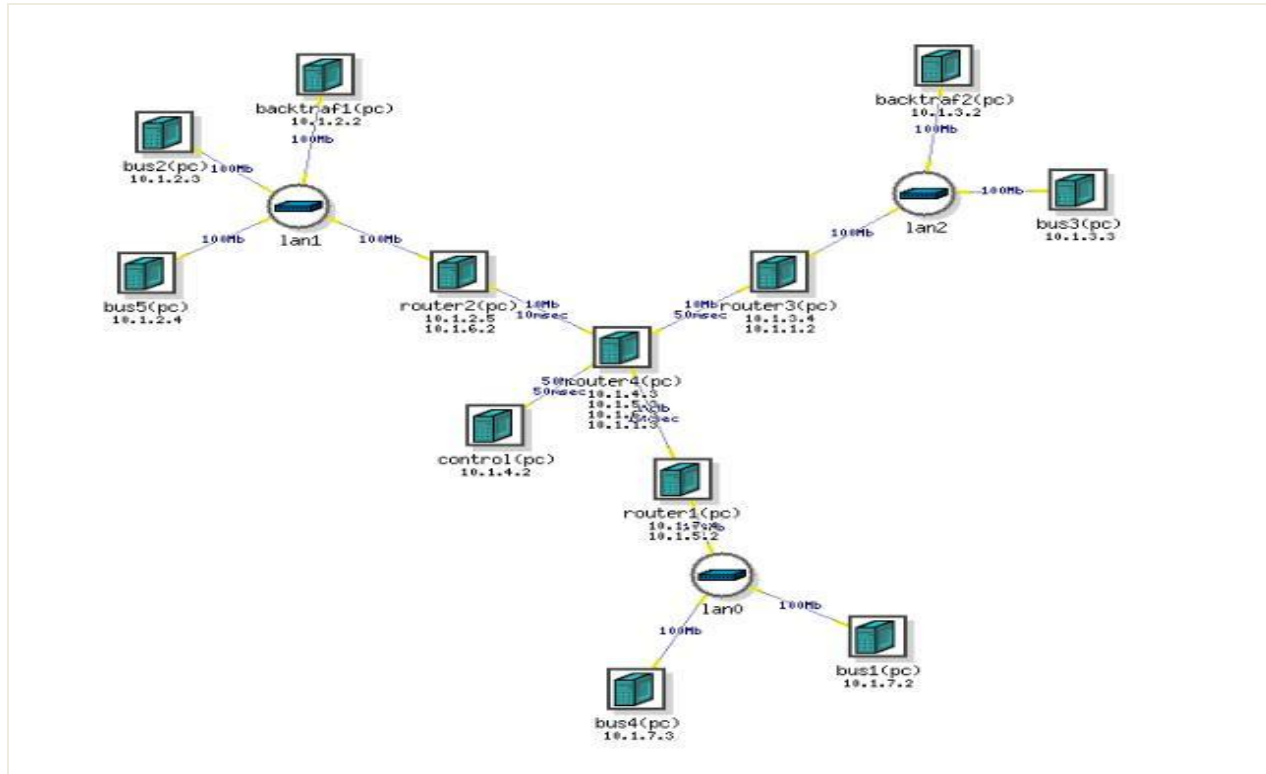 backtraf1(pc)
10.1.2.2
100Mb
bus2(pc)
10.1.2.3
100Mb
lan1
100Mb
100Mb
bus5(pc)
10.1.2.4
router2(pc)
10.1.2.5
10.1.6.2
10Mb
10msec
backtraf2(pc)
10.1.3.2
100Mb
100Mb
bus3(pc)
10.1.3.3
lan2
100Mb
router3(pc)
10.1.3.4
10.1.1.2
10Mb
50msec
router4(pc)
10.1.4.3
10.1.1.3
50msec
control(pc)
10.1.4.2
router1(pc)
10.1.5.2
lan0
100Mb
100Mb
bus1(pc)
10.1.7.2
bus4(pc)
10.1.7.3